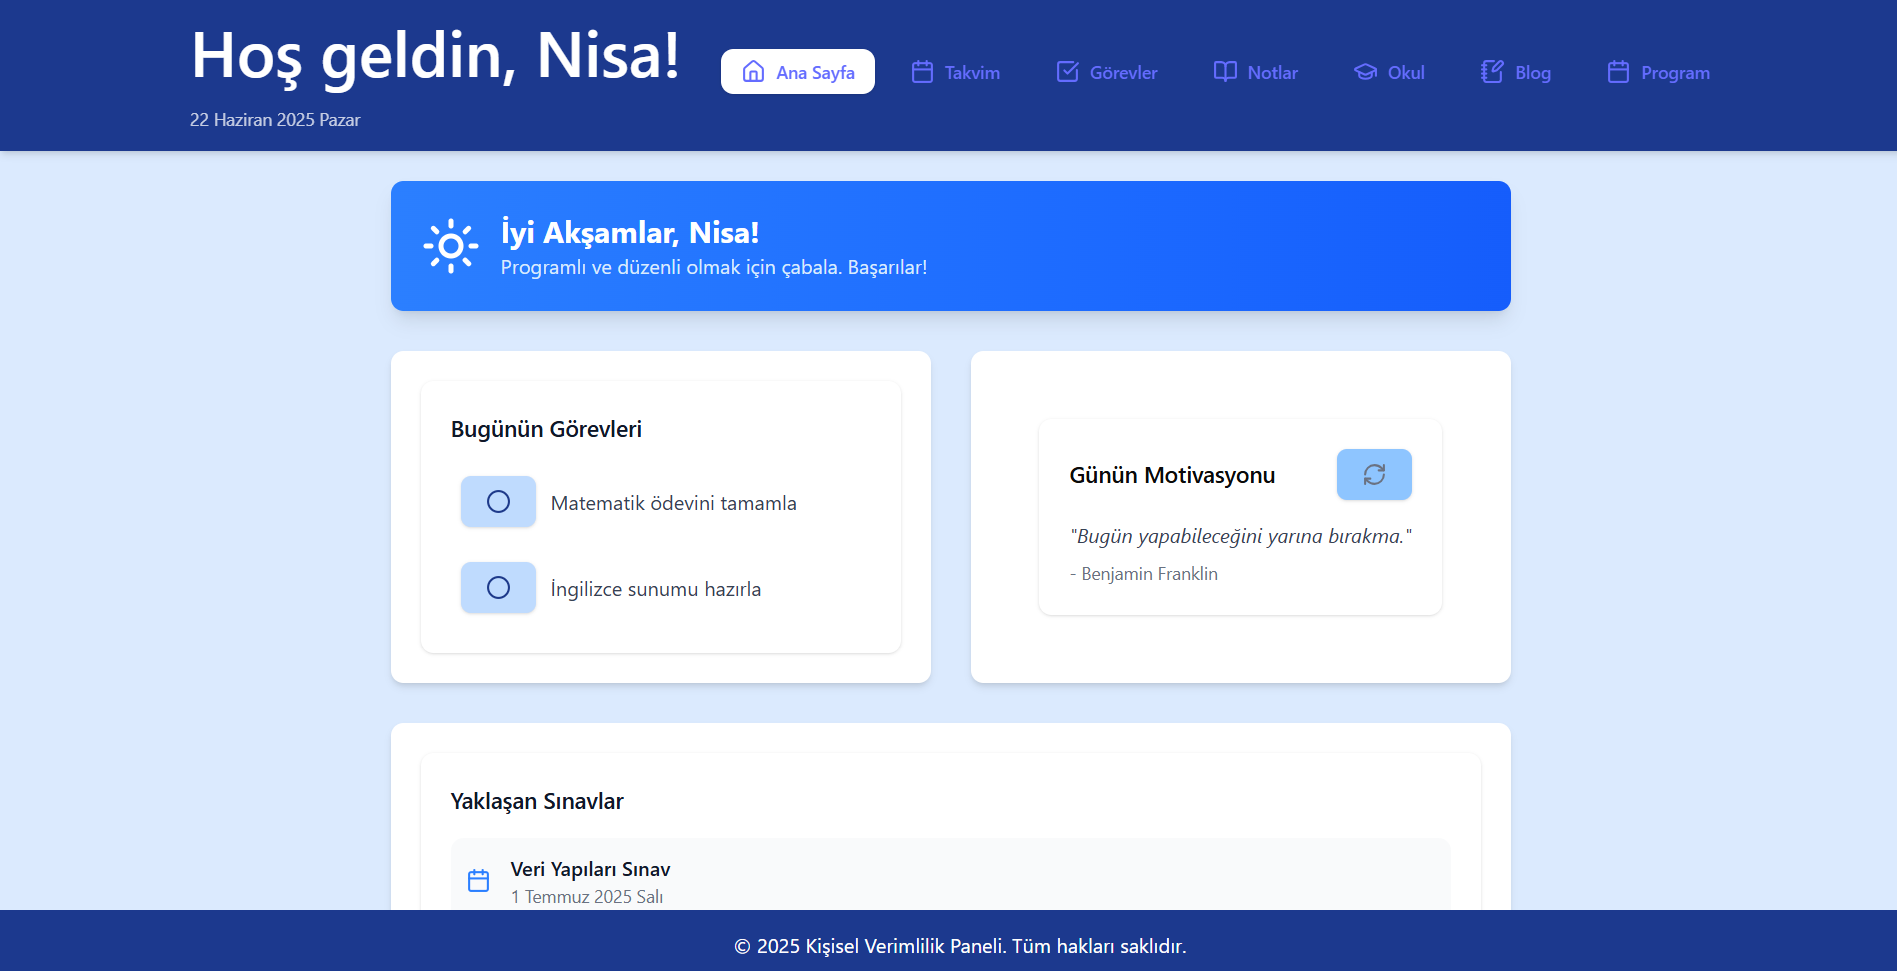 Hoş geldin, Nisa!
22 Haziran 2025 Pazar
Ana Sayfa
Takvim
Görevler
Notlar
Okul
Blog
Program
İyi Akşamlar, Nisa!
Programlı ve düzenli olmak için çabala. Başarılar!
Bugünün Görevleri
Matematik ödevini tamamla
İngilizce sunumu hazırla
Günün Motivasyonu
"Bugün yapabileceğini yarına bırakma."
- Benjamin Franklin
Yaklaşan Sınavlar
Veri Yapıları Sınav
1 Temmuz 2025 Salı
© 2025 Kişisel Verimlilik Paneli. Tüm hakları saklıdır.